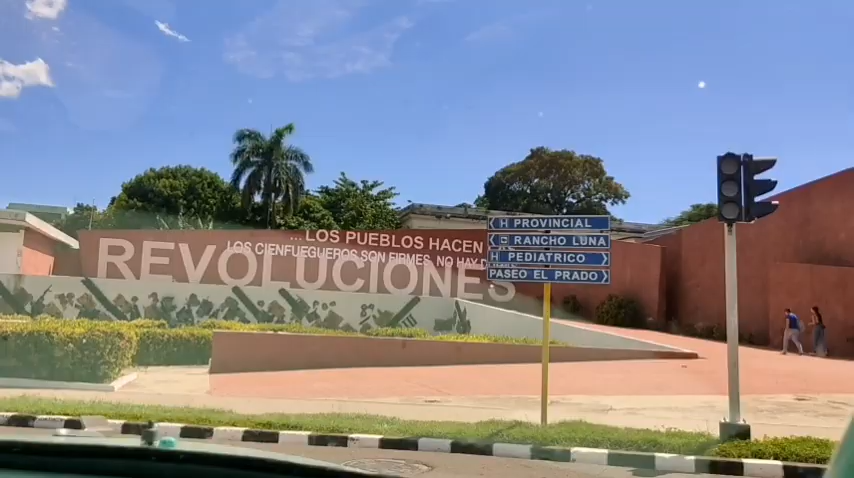 ...LOS PUEBLOS HACEN
LOS CIENFUEGUEROS SON FIRMES. NO HAY
REVOLUCIONES
H PROVINCIAL
RANCHO LUNA
H PEDIATRICO
PASEO EL PRADO